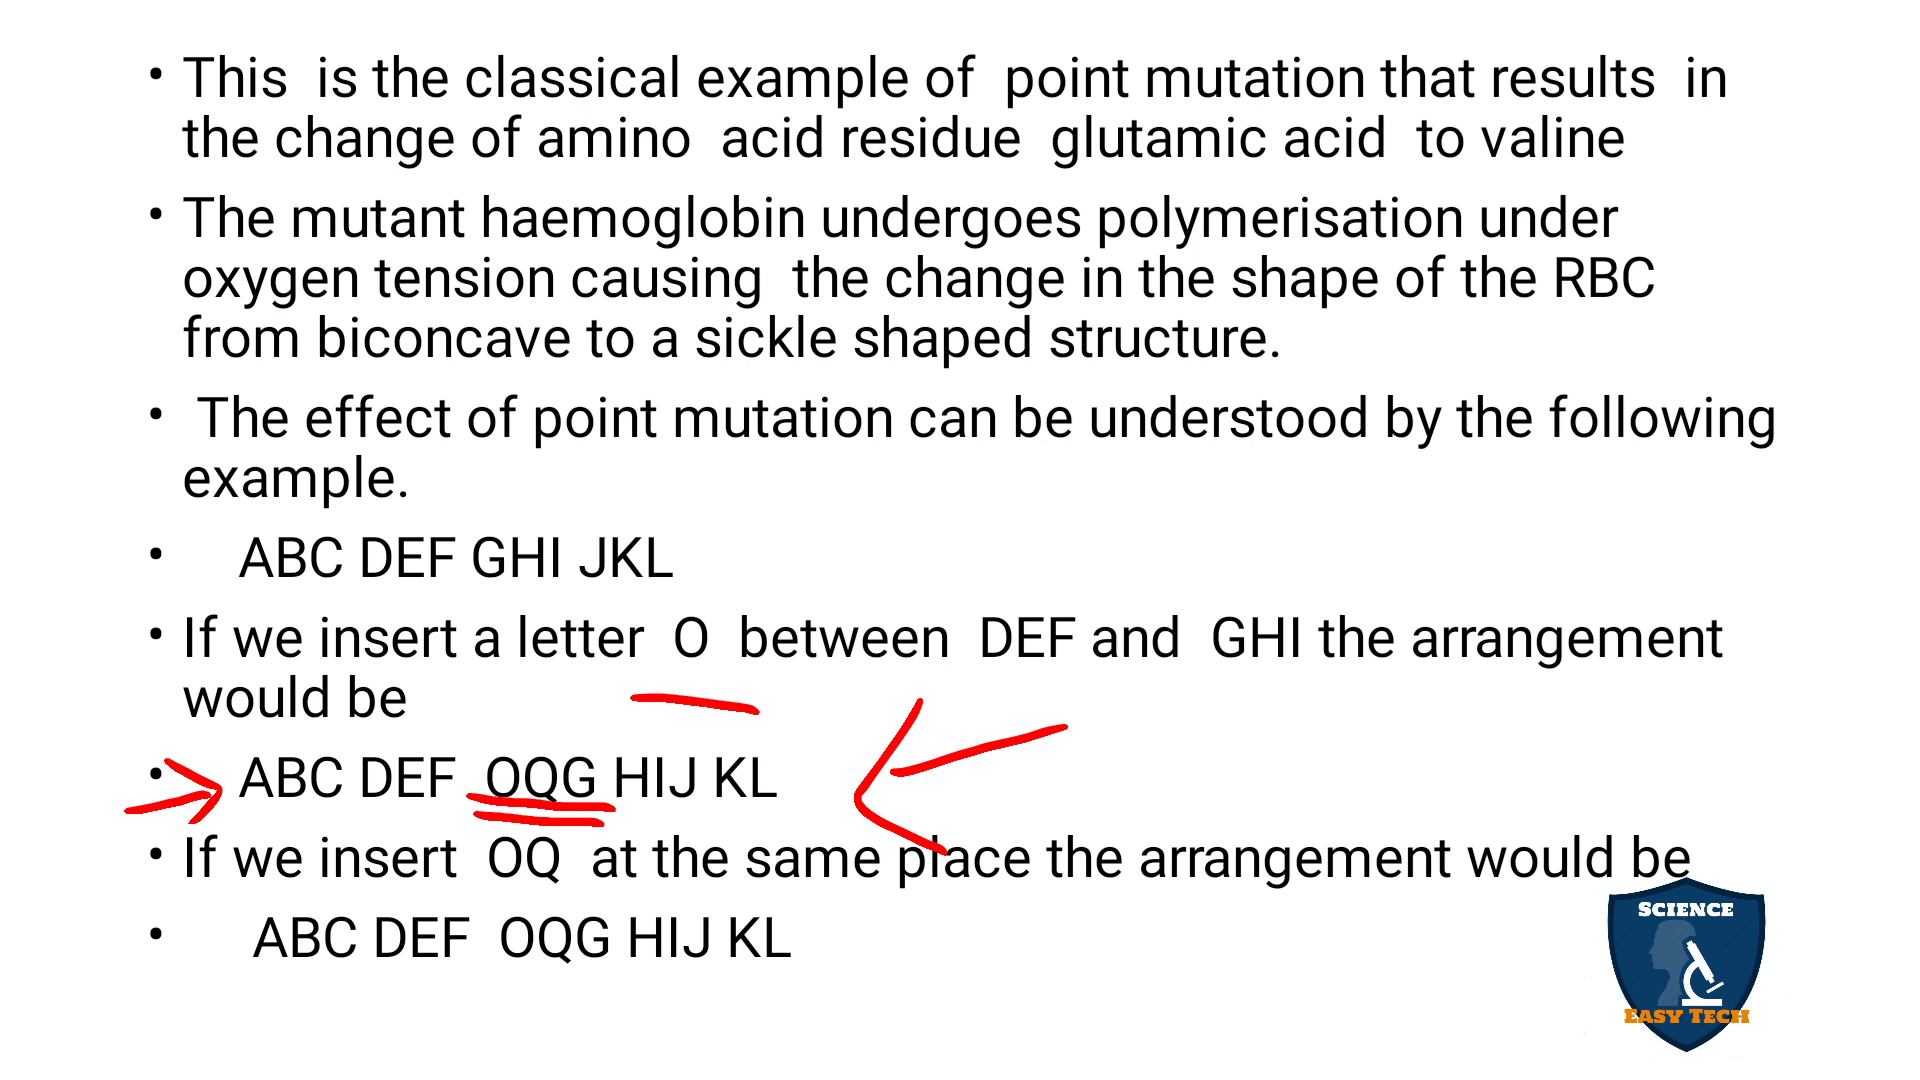 • This is the classical example of point mutation that results in
the change of amino acid residue glutamic acid to valine
• The mutant haemoglobin undergoes polymerisation under
oxygen tension causing the change in the shape of the RBC
from biconcave to a sickle shaped structure.
• The effect of point mutation can be understood by the following
example.
• ABC DEF GHI JKL
• If we insert a letter O between DEF and GHI the arrangement
would be
• ABC DEF OQG HIJ KL
• If we insert OQ at the same place the arrangement would be
• ABC DEF OQG HIJ KL
SCIENCE
EASY TECH